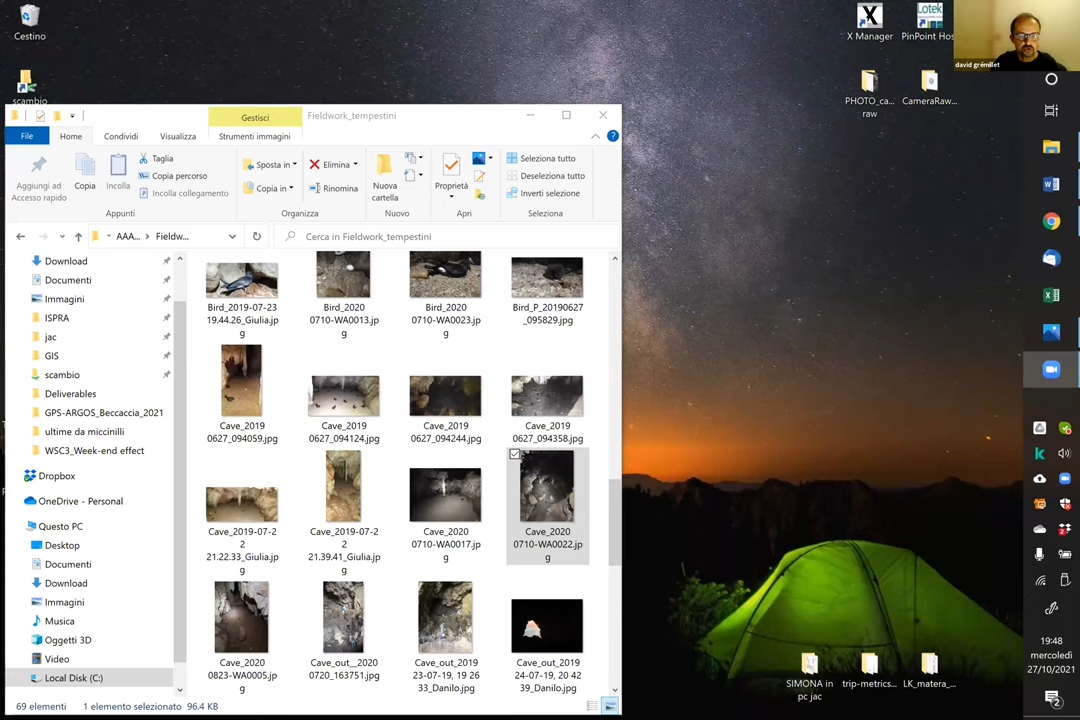 Cestino
scambio
X Manager
PinPoint Hos
david grémillet
PHOTO_ca...
raw
CameraRaw...
Gestisci
Fieldwork_tempestini
File
Home
Condividi
Visualizza
Strumenti immagini
Aggiungi ad
Accesso rapido
Copia
Incolla
Taglia
Copia percorso
Incolla collegamento
Appunti
Sposta in
Copia in
Elimina
Rinomina
Organizza
Nuova
cartella
Nuovo
Proprietà
Apri
Seleziona tutto
Deseleziona tutto
Inverti selezione
Seleziona
AAA...
Fieldw...
Cerca in Fieldwork_tempestini
Download
Documenti
Immagini
ISPRA
jac
GIS
scambio
Deliverables
GPS-ARGOS_Beccaccia_2021
ultime da miccinilli
WSC3_Week-end effect
Dropbox
OneDrive - Personal
Questo PC
Desktop
Documenti
Download
Immagini
Musica
Oggetti 3D
Video
Local Disk (C:)
Bird_2019-07-23
19.44.26_Giulia.jp
g
Bird_2020
0710-WA0013.jp
g
Bird_2020
0710-WA0023.jp
g
Bird_P_20190627
_095829.jpg
Cave_2019
0627_094059.jpg
Cave_2019
0627_094124.jpg
Cave_2019
0627_094244.jpg
Cave_2019
0627_094358.jpg
Cave_2019-07-2
2
21.22.33_Giulia.jp
g
Cave_2019-07-2
2
21.39.41_Giulia.jp
g
Cave_2020
0710-WA0017.jp
g
Cave_2020
0710-WA0022.jp
g
Cave_2020
0823-WA0005.jp
g
Cave_out__2020
0720_163751.jpg
Cave_out_2019
23-07-19, 19 26
33_Danilo.jpg
Cave_out_2019
24-07-19, 20 42
39_Danilo.jpg
69 elementi
1 elemento selezionato
96.4 KB
SIMONA in
pc jac
trip-metrics...
LK_matera_...
19:48
mercoledì
27/10/2021
2